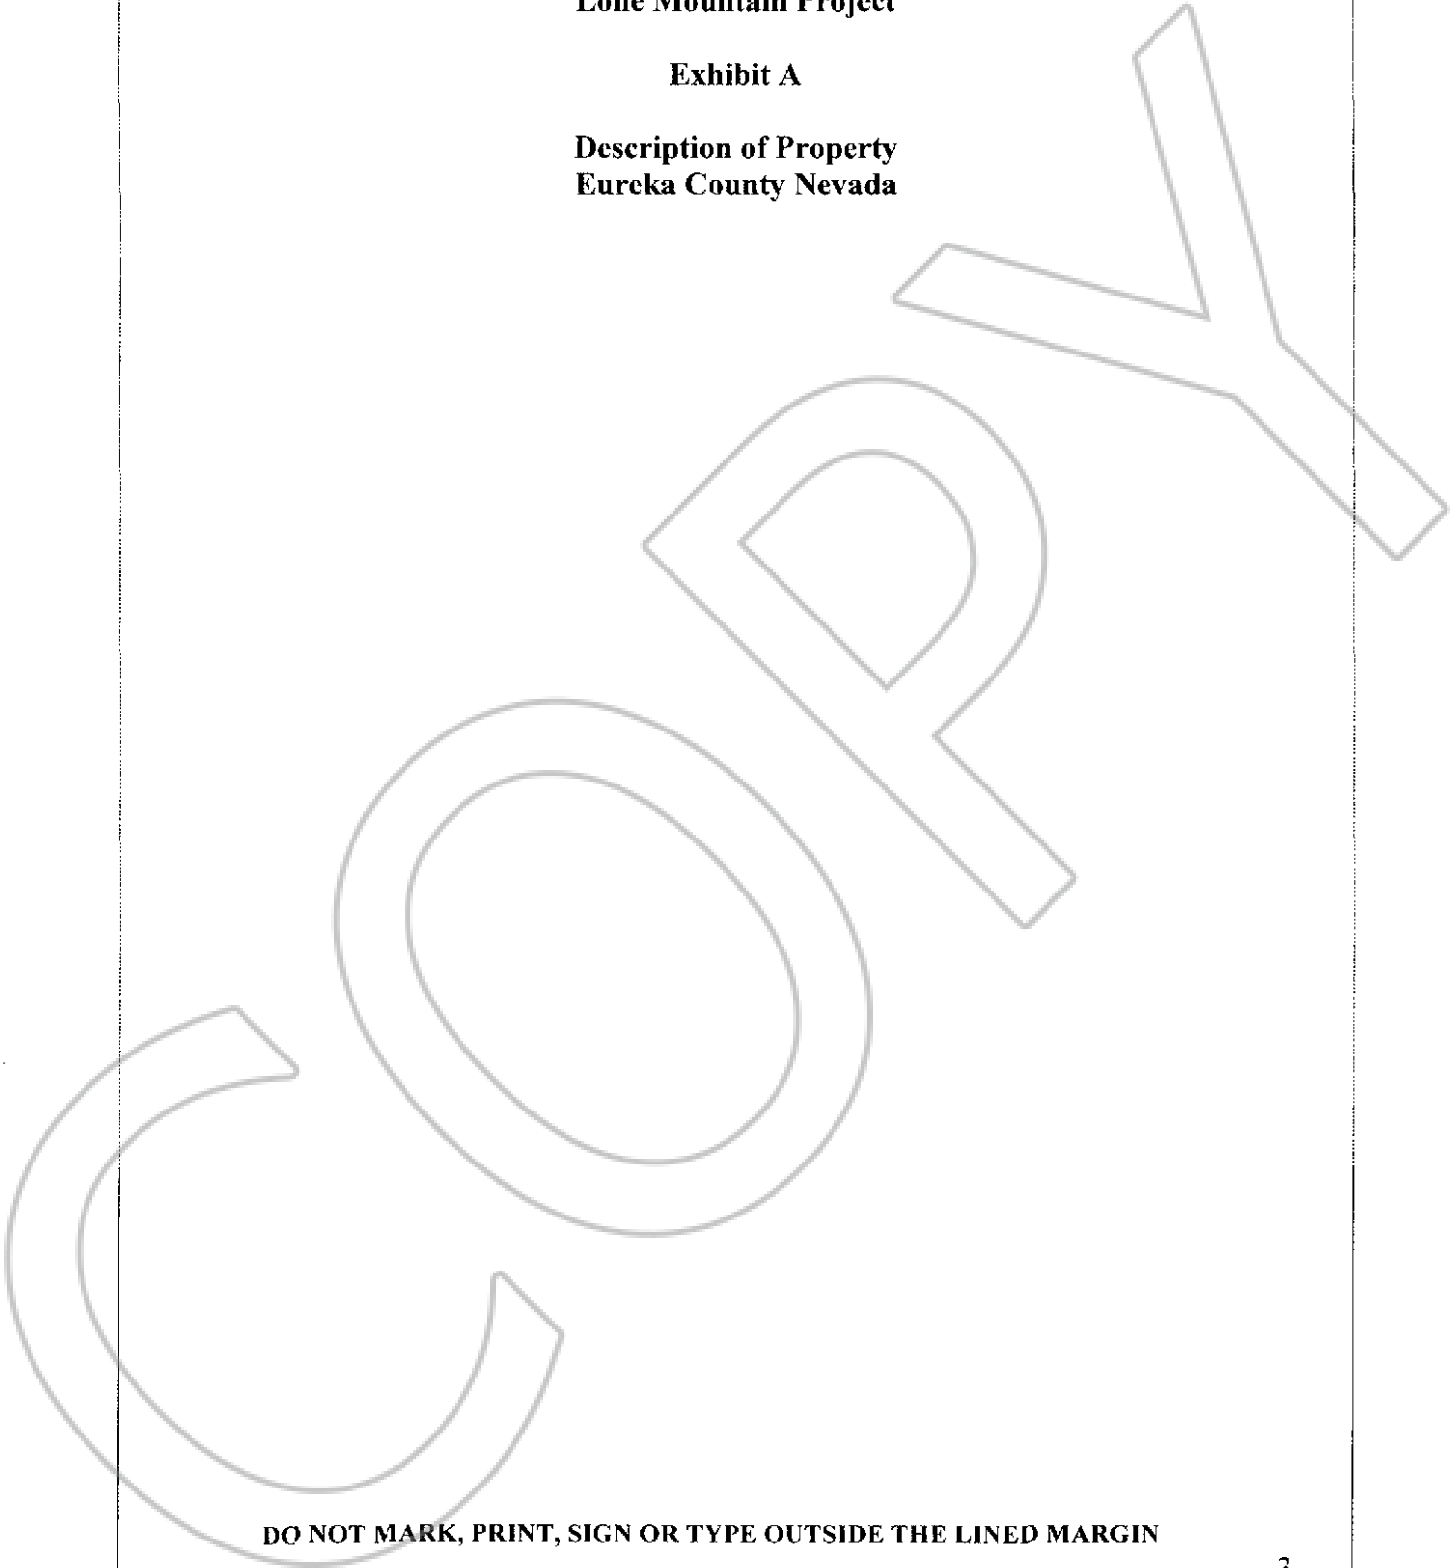 Lone Mountain Project
Exhibit A
Description of Property
Eureka County Nevada
COPY
DO NOT MARK, PRINT, SIGN OR TYPE OUTSIDE THE LINED MARGIN